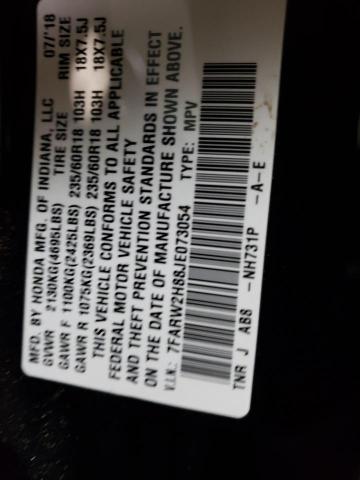 MFD. BY HONDA MFG. OF INDIANA, LLC 07/'18
GVWR 2130KG(4695LBS) TIRE SIZE RIM SIZE
GAWR F 1100KG(2425LBS) 235/60R18 103H 18X7.5J
GAWR R 1075KG(2369LBS) 235/60R18 103H 18X7.5J
THIS VEHICLE CONFORMS TO ALL APPLICABLE
FEDERAL MOTOR VEHICLE SAFETY
AND THEFT PREVENTION STANDARDS IN EFFECT
ON THE DATE OF MANUFACTURE SHOWN ABOVE.
V.I.N.: 7FARW2H88JE073054 TYPE: MPV
TNR J AB8 -NH731P -A-E